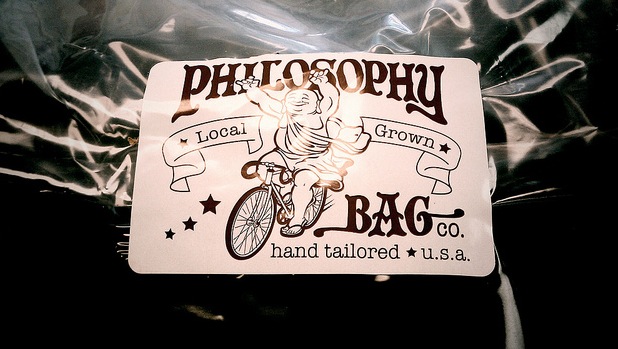 PHILOSOPHY
Local Grown
BAG co.
hand tailored ★ u.s.a.